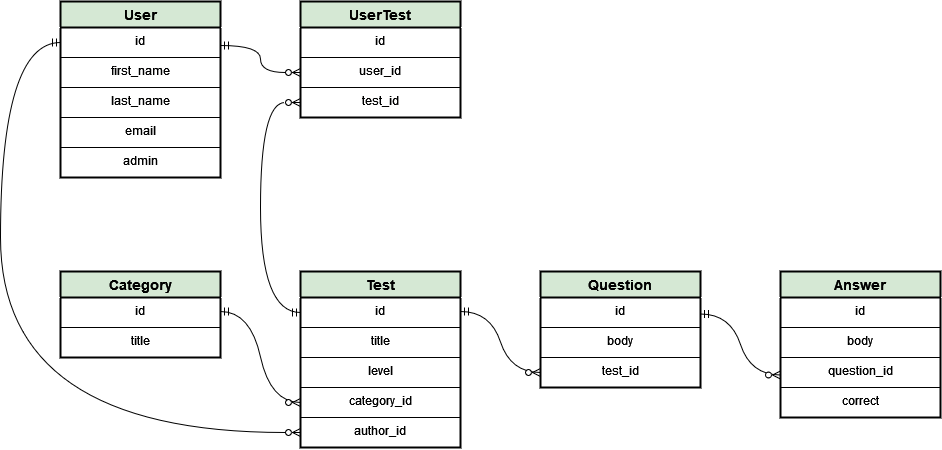 User
id
first_name
last_name
email
admin
UserTest
id
user_id
test_id
Category
id
title
Test
id
title
level
category_id
author_id
Question
id
body
test_id
Answer
id
body
question_id
correct